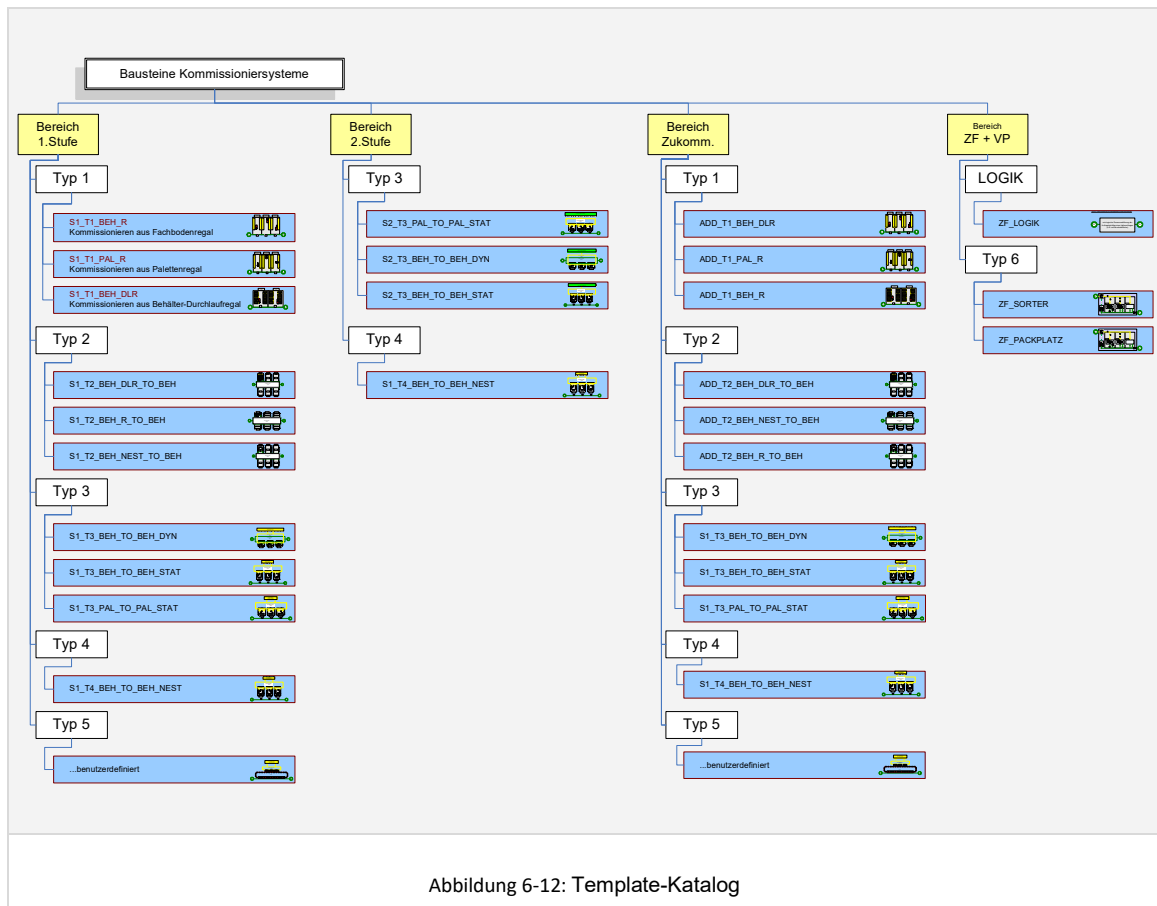 Bausteine Kommissioniersysteme
Bereich
1.Stufe
Typ 1
S1_T1_BEH_R
Kommissionieren aus Fachbodenregal
S1_T1_PAL_R
Kommissionieren aus Palettenregal
S1_T1_BEH_DLR
Kommissionieren aus Behälter-Durchlaufregal
Typ 2
S1_T2_BEH_DLR_TO_BEH
S1_T2_BEH_R_TO_BEH
S1_T2_BEH_NEST_TO_BEH
Typ 3
S1_T3_BEH_TO_BEH_DYN
S1_T3_BEH_TO_BEH_STAT
S1_T3_PAL_TO_PAL_STAT
Typ 4
S1_T4_BEH_TO_BEH_NEST
Typ 5
...benutzerdefiniert
Bereich
2.Stufe
Typ 3
S2_T3_PAL_TO_PAL_STAT
S2_T3_BEH_TO_BEH_DYN
S2_T3_BEH_TO_BEH_STAT
Typ 4
S1_T4_BEH_TO_BEH_NEST
Bereich
Zukomm.
Typ 1
ADD_T1_BEH_DLR
ADD_T1_PAL_R
ADD_T1_BEH_R
Typ 2
ADD_T2_BEH_DLR_TO_BEH
ADD_T2_BEH_NEST_TO_BEH
ADD_T2_BEH_R_TO_BEH
Typ 3
S1_T3_BEH_TO_BEH_DYN
S1_T3_BEH_TO_BEH_STAT
S1_T3_PAL_TO_PAL_STAT
Typ 4
S1_T4_BEH_TO_BEH_NEST
Typ 5
...benutzerdefiniert
Bereich
ZF + VP
LOGIK
ZF_LOGIK
Typ 6
ZF_SORTER
ZF_PACKPLATZ
Abbildung 6-12: Template-Katalog